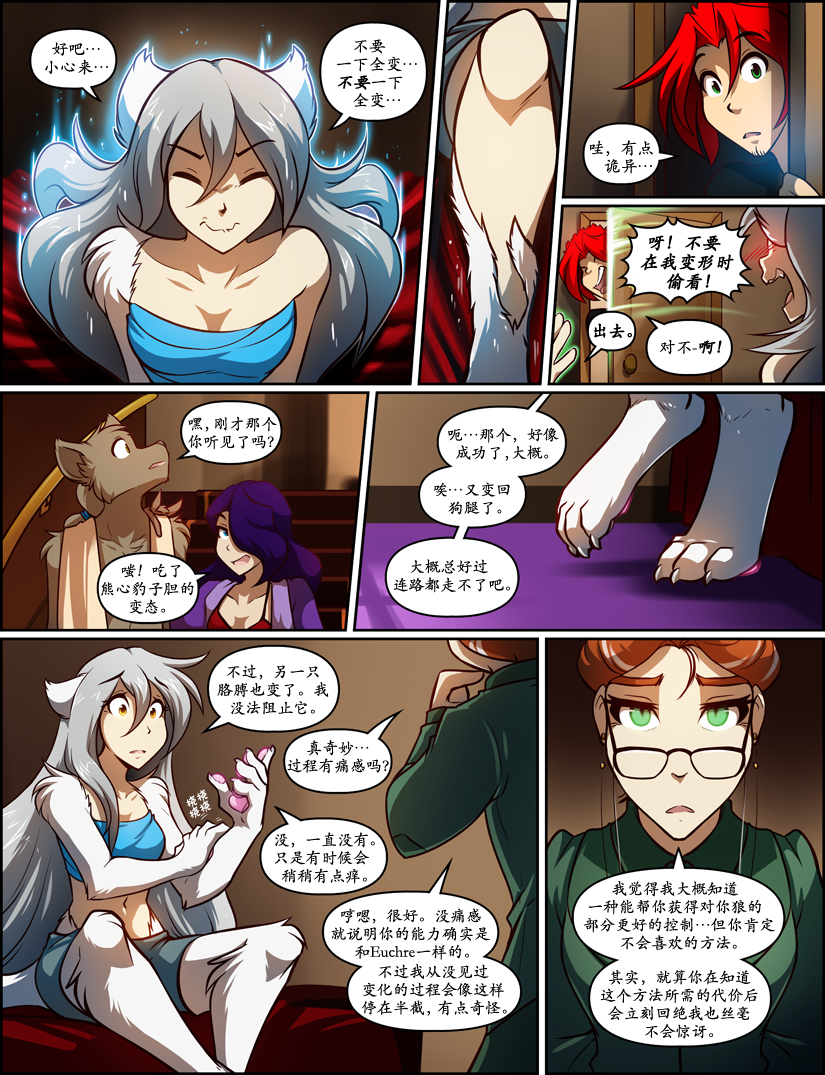 好吧…
小心来…
不要
一下全变…
不要一下
全变…
哇，有点
诡异…
呀！不要
在我变形时
偷看！
出去。
对不-啊！
嘿，刚才那个
你听见了吗？
嗤！吃了
熊心豹子胆的
变态。
呃…那个，好像
成功了，大概。
唉…又变回
狗腿了。
大概总好过
连路都走不了吧。
不过，另一只
胳膊也变了。我
没法阻止它。
真奇妙…
过程有痛感吗？
挠挠
挠挠
没，一直没有。
只是有时候会
稍稍有点痒。
哼嗯，很好。没痛感
就说明你的能力确实是
和Euchre一样的。
不过我从没见过
变化的过程会像这样
停在半截，有点奇怪。
我觉得我大概知道
一种能帮你获得对你狼的
部分更好的控制…但你肯定
不会喜欢的方法。
其实，就算你在知道
这个方法所需的代价后
会立刻回绝我也丝毫
不会惊讶。